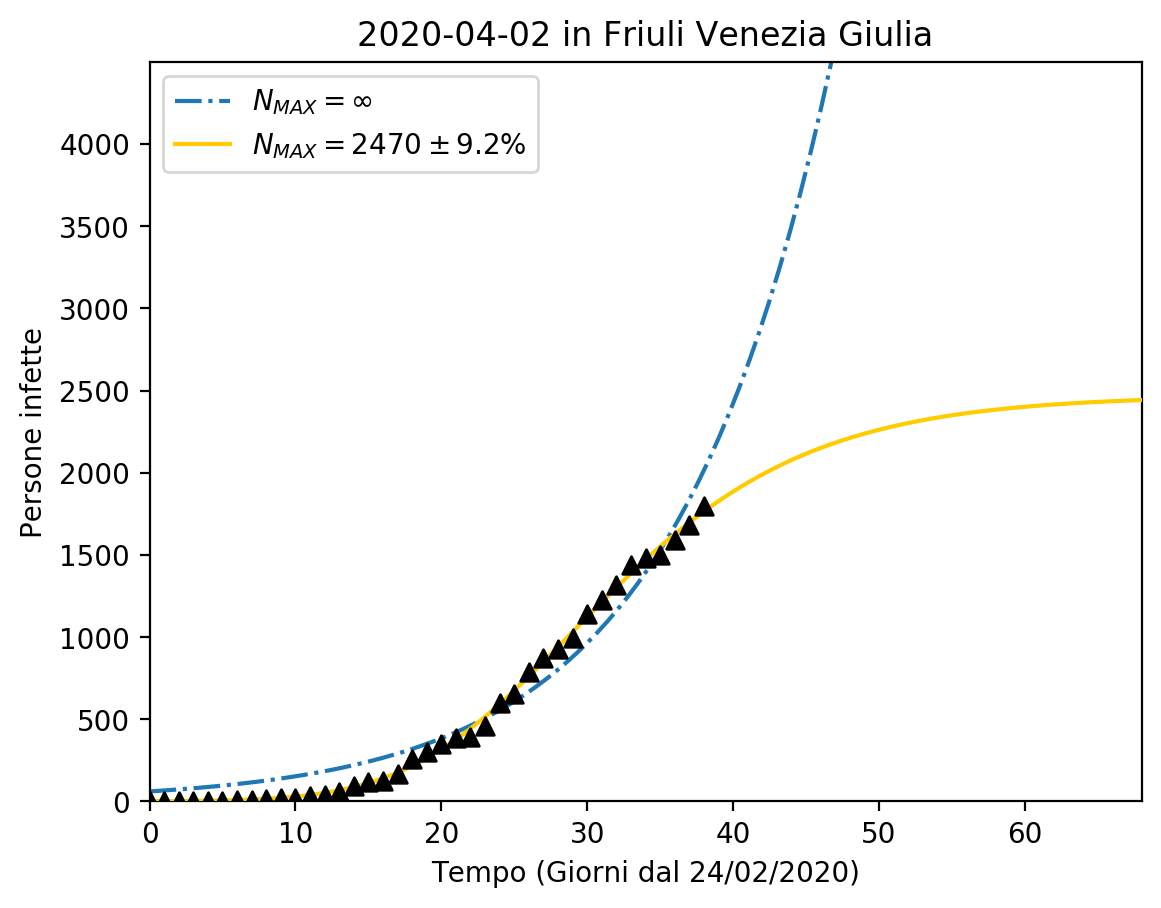 2020-04-02 in Friuli Venezia Giulia
N_MAX = ∞
N_MAX = 2470 ± 9.2%
Persone infette
4000
3500
3000
2500
2000
1500
1000
500
0
0 10 20 30 40 50 60
Tempo (Giorni dal 24/02/2020)